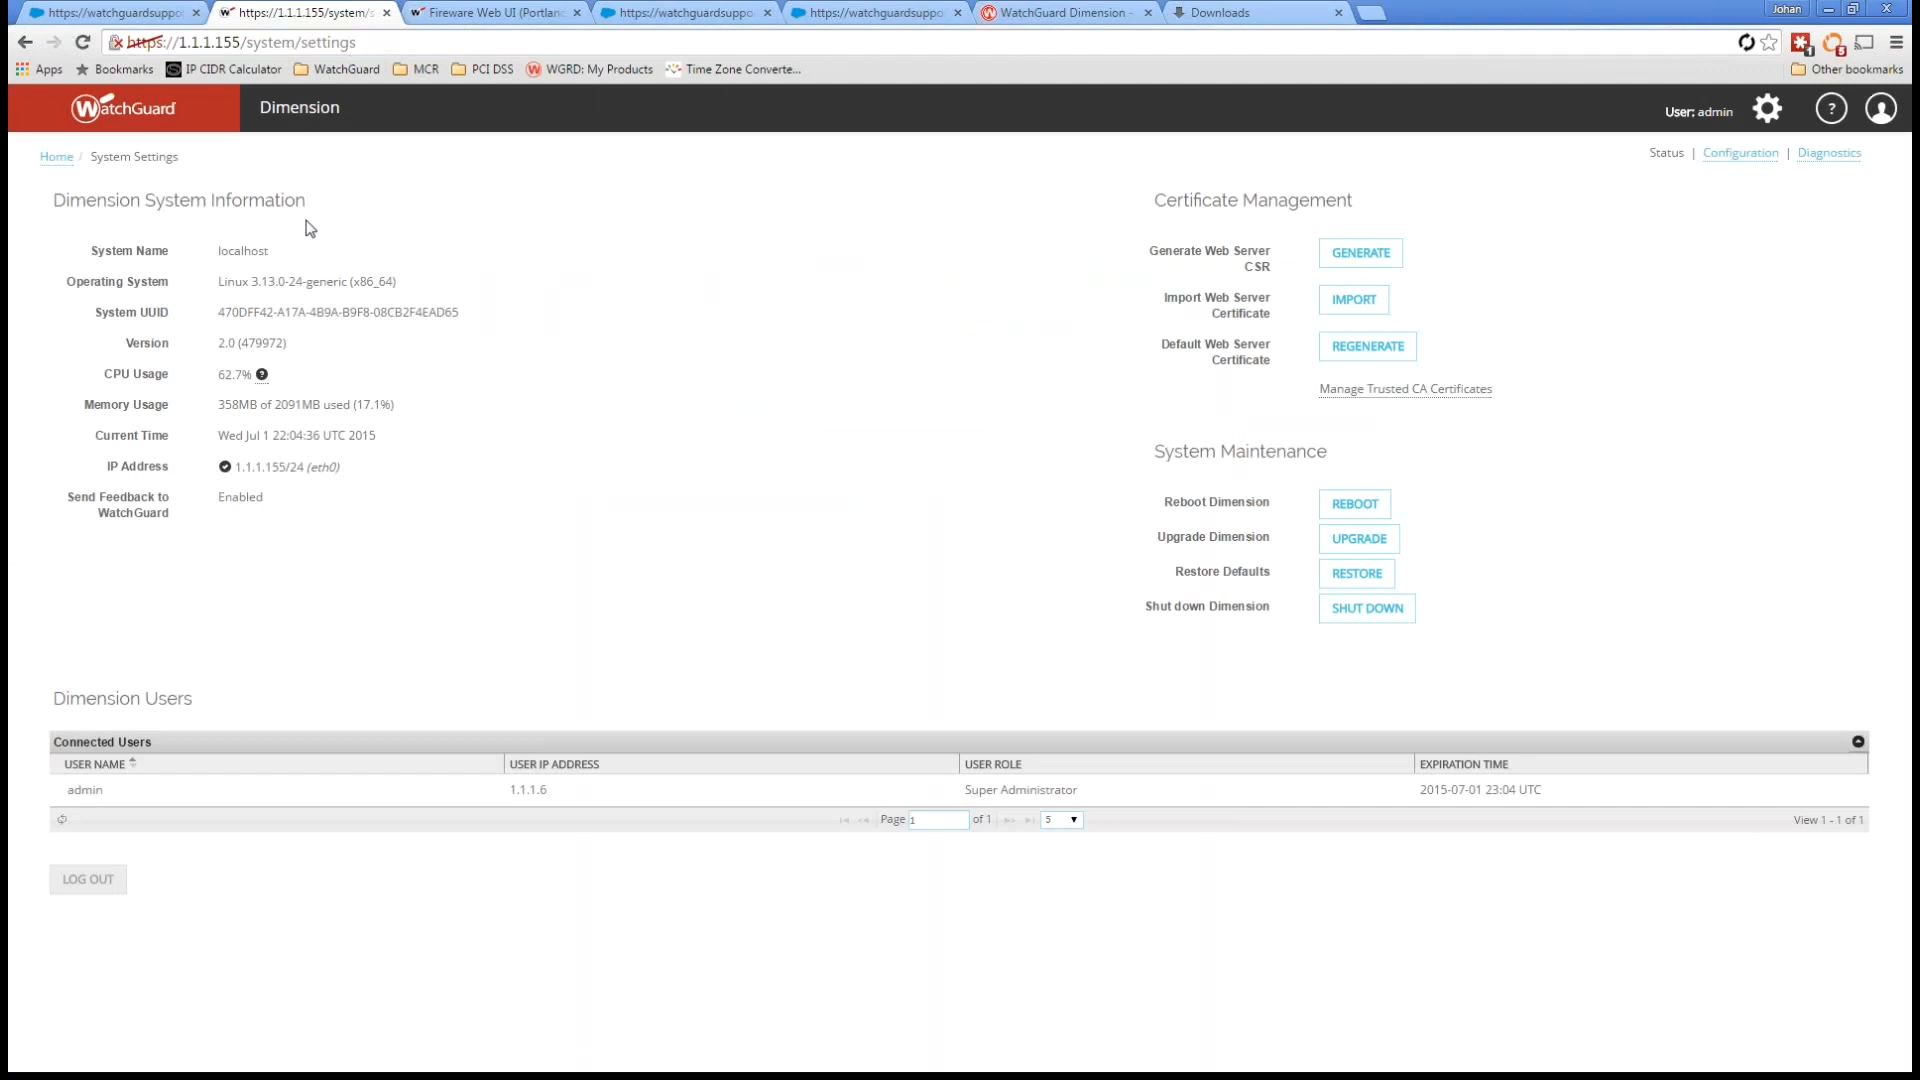 https://watchguardsuppo
https://1.1.1.155/system/s
Fireware Web UI (Portlan
https://watchguardsuppo
https://watchguardsuppo
WatchGuard Dimension -
Downloads
Johan
https://1.1.1.155/system/settings
Apps
Bookmarks
IP CIDR Calculator
WatchGuard
MCR
PCI DSS
WGRD: My Products
Time Zone Converte...
Other bookmarks
WatchGuard
Dimension
User: admin
Home / System Settings
Status | Configuration | Diagnostics
Dimension System Information
System Name localhost
Operating System Linux 3.13.0-24-generic (x86_64)
System UUID 470DFF42-A17A-4B9A-B9F8-08CB2F4EAD65
Version 2.0 (479972)
CPU Usage 62.7%
Memory Usage 358MB of 2091MB used (17.1%)
Current Time Wed Jul 1 22:04:36 UTC 2015
IP Address 1.1.1.155/24 (eth0)
Send Feedback to Enabled
WatchGuard
Certificate Management
Generate Web Server GENERATE
CSR
Import Web Server IMPORT
Certificate
Default Web Server REGENERATE
Certificate
Manage Trusted CA Certificates
System Maintenance
Reboot Dimension REBOOT
Upgrade Dimension UPGRADE
Restore Defaults RESTORE
Shut down Dimension SHUT DOWN
Dimension Users
Connected Users
USER NAME USER IP ADDRESS USER ROLE EXPIRATION TIME
admin 1.1.1.6 Super Administrator 2015-07-01 23:04 UTC
Page 1 of 1 5 View 1 - 1 of 1
LOG OUT